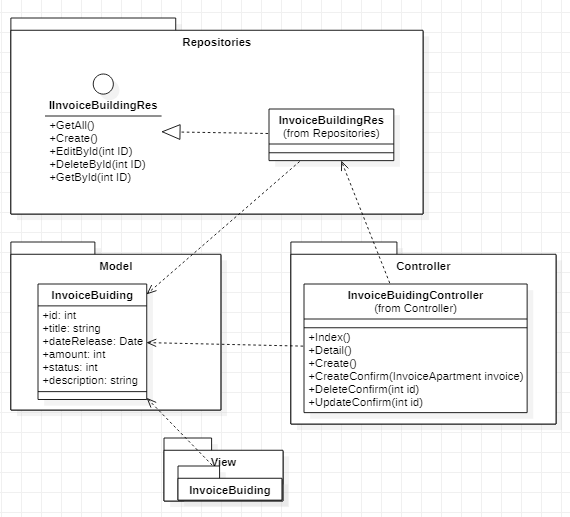 Repositories
IInvoiceBuildingRes
+GetAll()
+Create()
+EditById(int ID)
+DeleteById(int ID)
+GetById(int ID)
InvoiceBuildingRes
(from Repositories)
Model
InvoiceBuiding
+id: int
+title: string
+dateRelease: Date
+amount: int
+status: int
+description: string
Controller
InvoiceBuidingController
(from Controller)
+Index()
+Detail()
+Create()
+CreateConfirm(InvoiceApartment invoice)
+DeleteConfirm(int id)
+UpdateConfirm(int id)
View
InvoiceBuiding